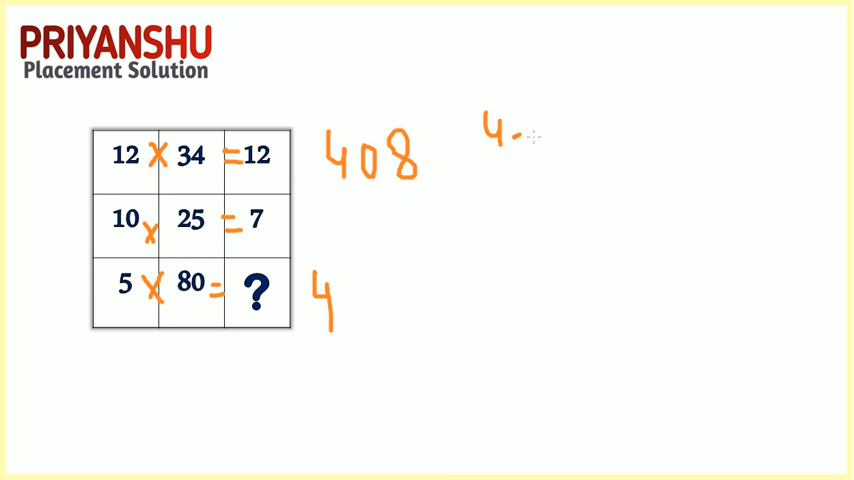 PRIYANSHU
Placement Solution
12 × 34 = 12 408 4 -
10 × 25 = 7
5 × 80 = ? 4